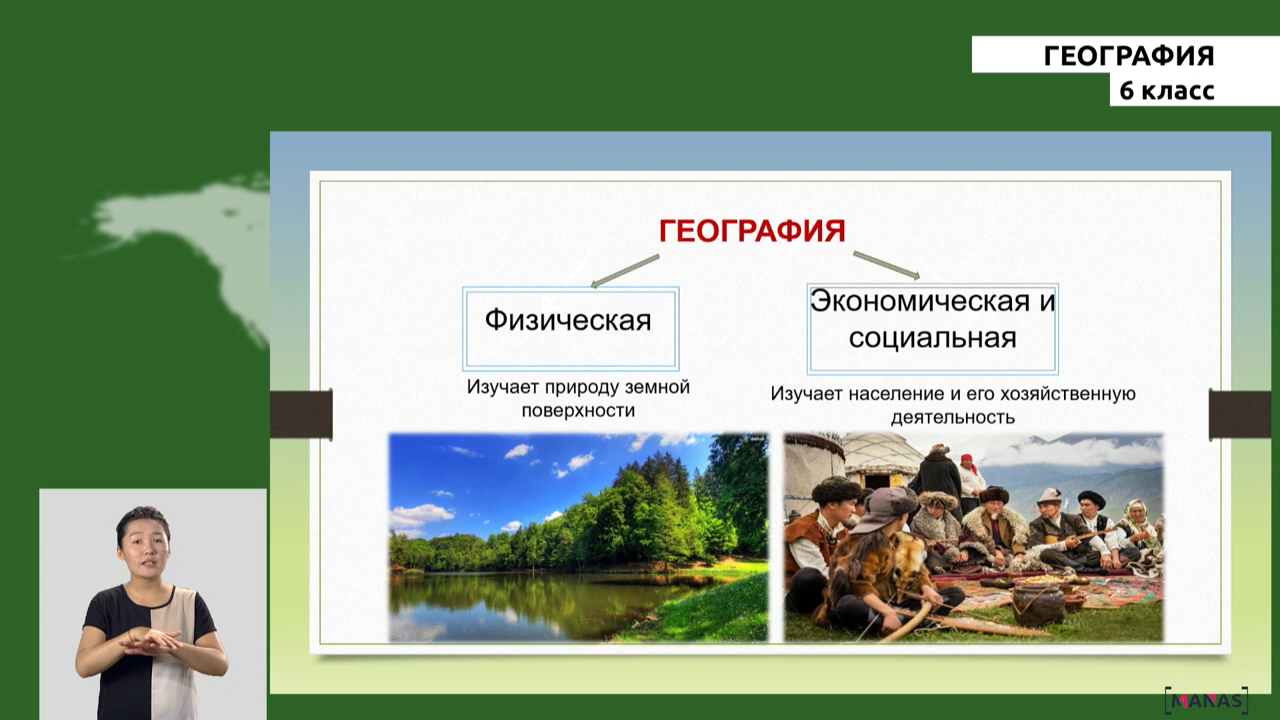 ГЕОГРАФИЯ
6 класс
ГЕОГРАФИЯ
Физическая
Экономическая и
социальная
Изучает природу земной
поверхности
Изучает население и его хозяйственную
деятельность
[MANAS]